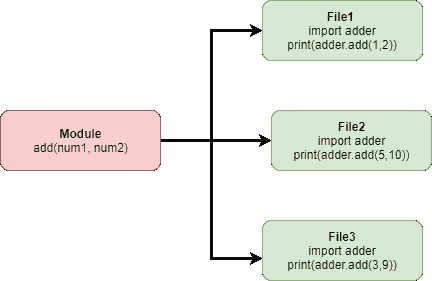 Module
add(num1, num2)
File1
import adder
print(adder.add(1,2))
File2
import adder
print(adder.add(5,10))
File3
import adder
print(adder.add(3,9))